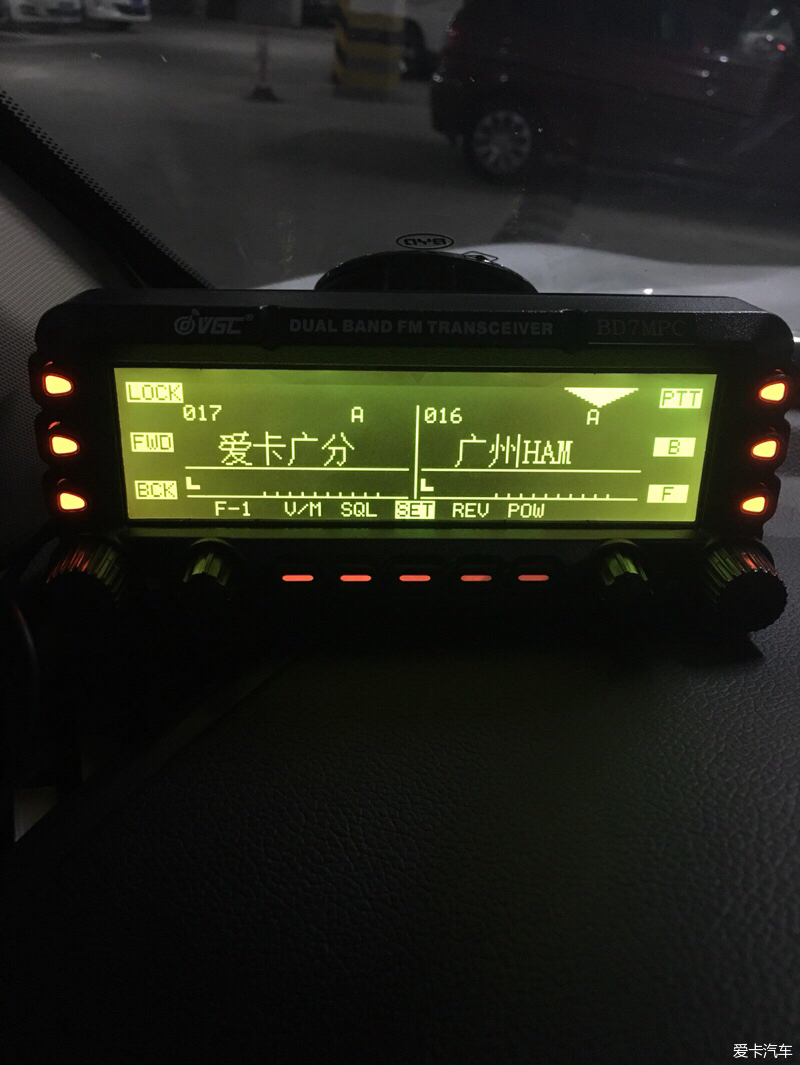 BYD
VGC® DUAL BAND FM TRANSCEIVER BD7MPC
LOCK PTT
017 A 016 A
FWD 爱卡广分 广州HAM B
BCK L L F
F-1 V/M SQL SET REV POW
爱卡汽车